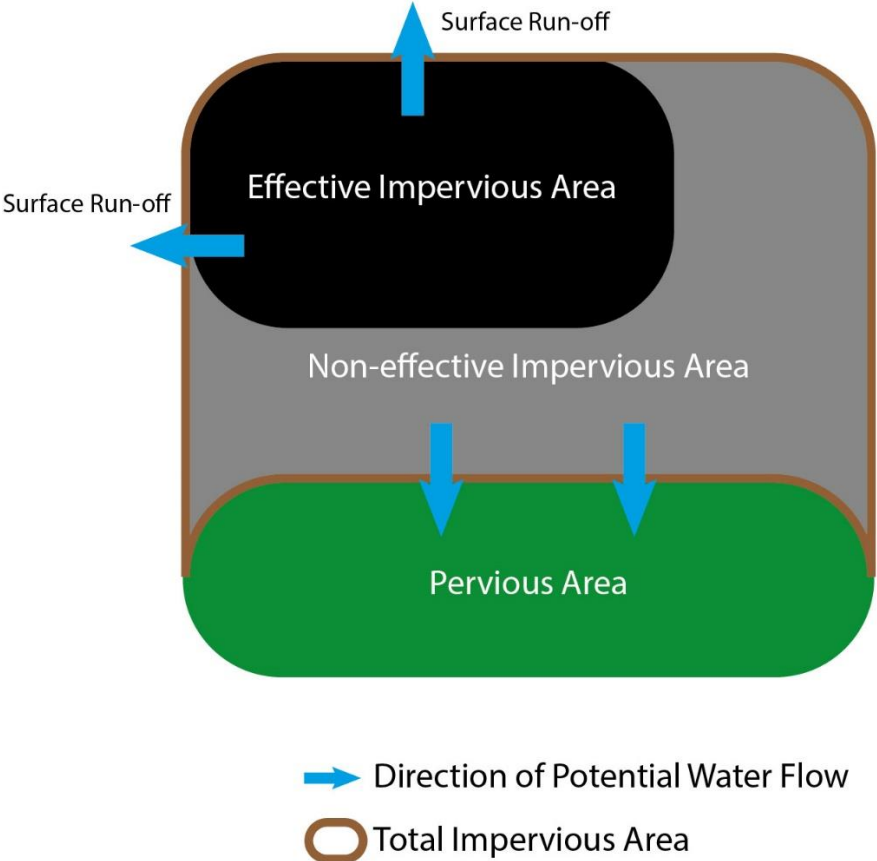 Surface Run-off
Effective Impervious Area
Surface Run-off
Non-effective Impervious Area
Pervious Area
Direction of Potential Water Flow
Total Impervious Area